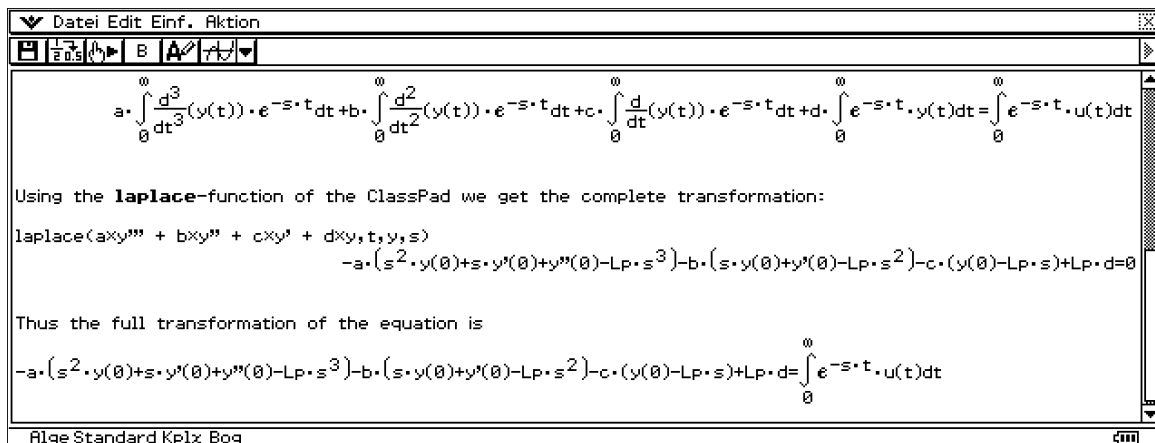 Datei Edit Einf. Aktion
B
a·∫₀^∞ d³/dt³(y(t))·e^(-s·t)dt+b·∫₀^∞ d²/dt²(y(t))·e^(-s·t)dt+c·∫₀^∞ d/dt(y(t))·e^(-s·t)dt+d·∫₀^∞ e^(-s·t)·y(t)dt=∫₀^∞ e^(-s·t)·u(t)dt
Using the laplace-function of the ClassPad we get the complete transformation:
laplace(a×y''' + b×y'' + c×y' + d×y,t,y,s)
-a·(s²·y(0)+s·y'(0)+y''(0)-Lp·s³)-b·(s·y(0)+y'(0)-Lp·s²)-c·(y(0)-Lp·s)+Lp·d=0
Thus the full transformation of the equation is
-a·(s²·y(0)+s·y'(0)+y''(0)-Lp·s³)-b·(s·y(0)+y'(0)-Lp·s²)-c·(y(0)-Lp·s)+Lp·d=∫₀^∞ e^(-s·t)·u(t)dt
Alge Standard Kplx Bog